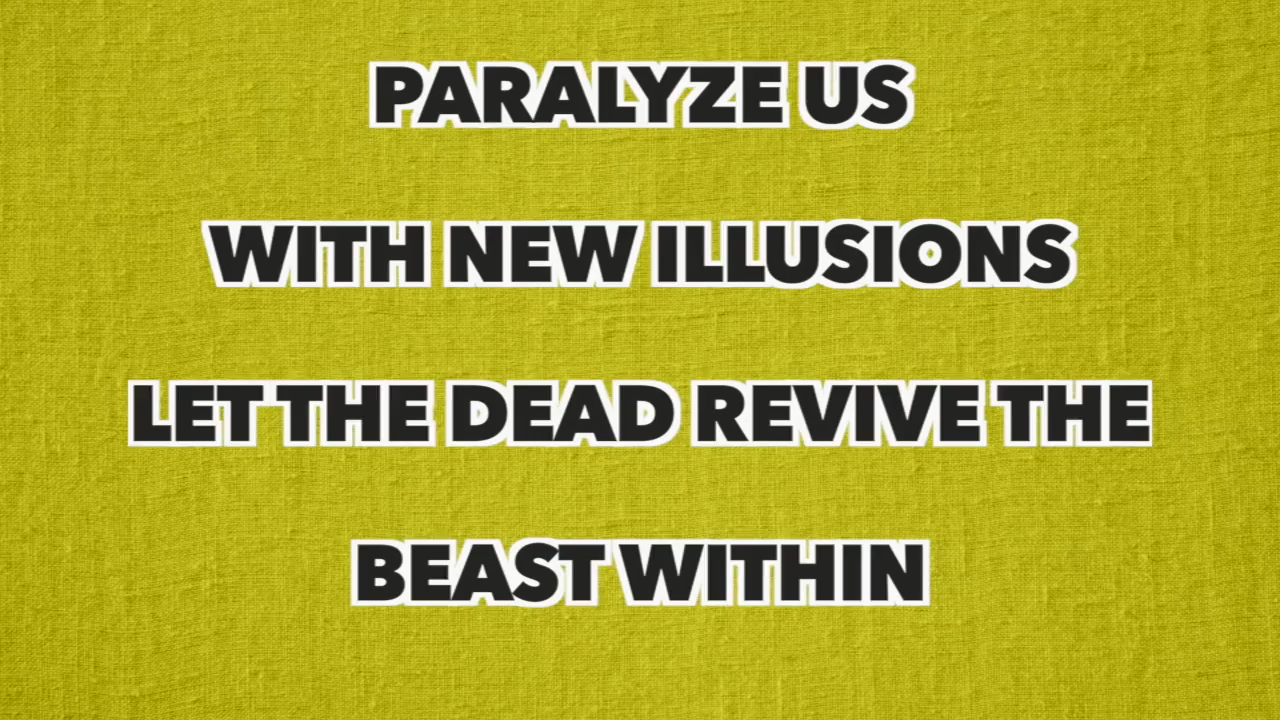 PARALYZE US
WITH NEW ILLUSIONS
LET THE DEAD REVIVE THE
BEAST WITHIN